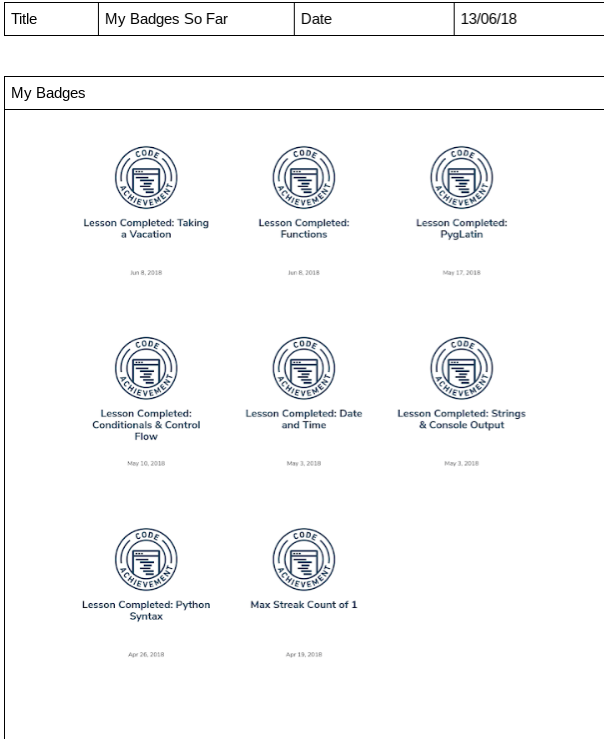 Title My Badges So Far Date 13/06/18
My Badges
CODE ACHIEVEMENT
Lesson Completed: Taking
a Vacation
Jun 8, 2018
CODE ACHIEVEMENT
Lesson Completed:
Functions
Jun 8, 2018
CODE ACHIEVEMENT
Lesson Completed:
PygLatin
May 17, 2018
CODE ACHIEVEMENT
Lesson Completed:
Conditionals & Control
Flow
May 10, 2018
CODE ACHIEVEMENT
Lesson Completed: Date
and Time
May 3, 2018
CODE ACHIEVEMENT
Lesson Completed: Strings
& Console Output
May 3, 2018
CODE ACHIEVEMENT
Lesson Completed: Python
Syntax
Apr 26, 2018
CODE ACHIEVEMENT
Max Streak Count of 1
Apr 19, 2018